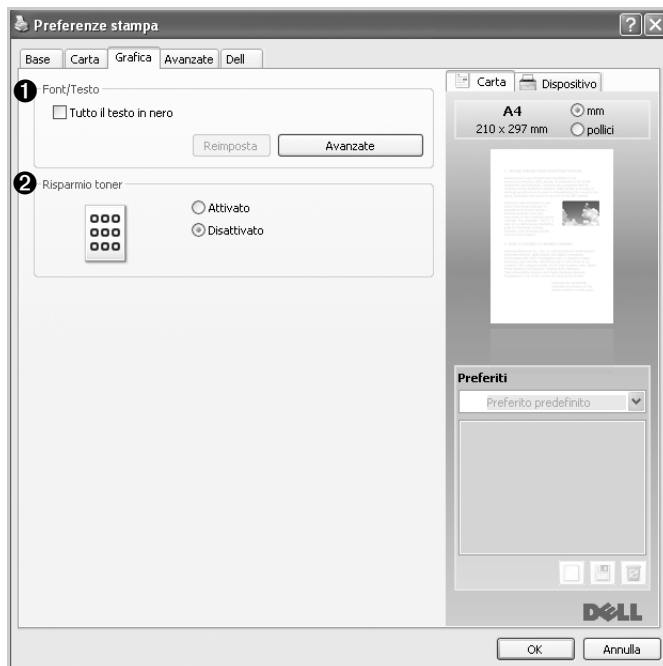 Preferenze stampa
Base Carta Grafica Avanzate Dell
1 Font/Testo
Tutto il testo in nero
Reimposta Avanzate
2 Risparmio toner
Attivato
Disattivato
Carta Dispositivo
A4 mm
210 x 297 mm pollici
Preferiti
Preferito predefinito
DELL
OK Annulla